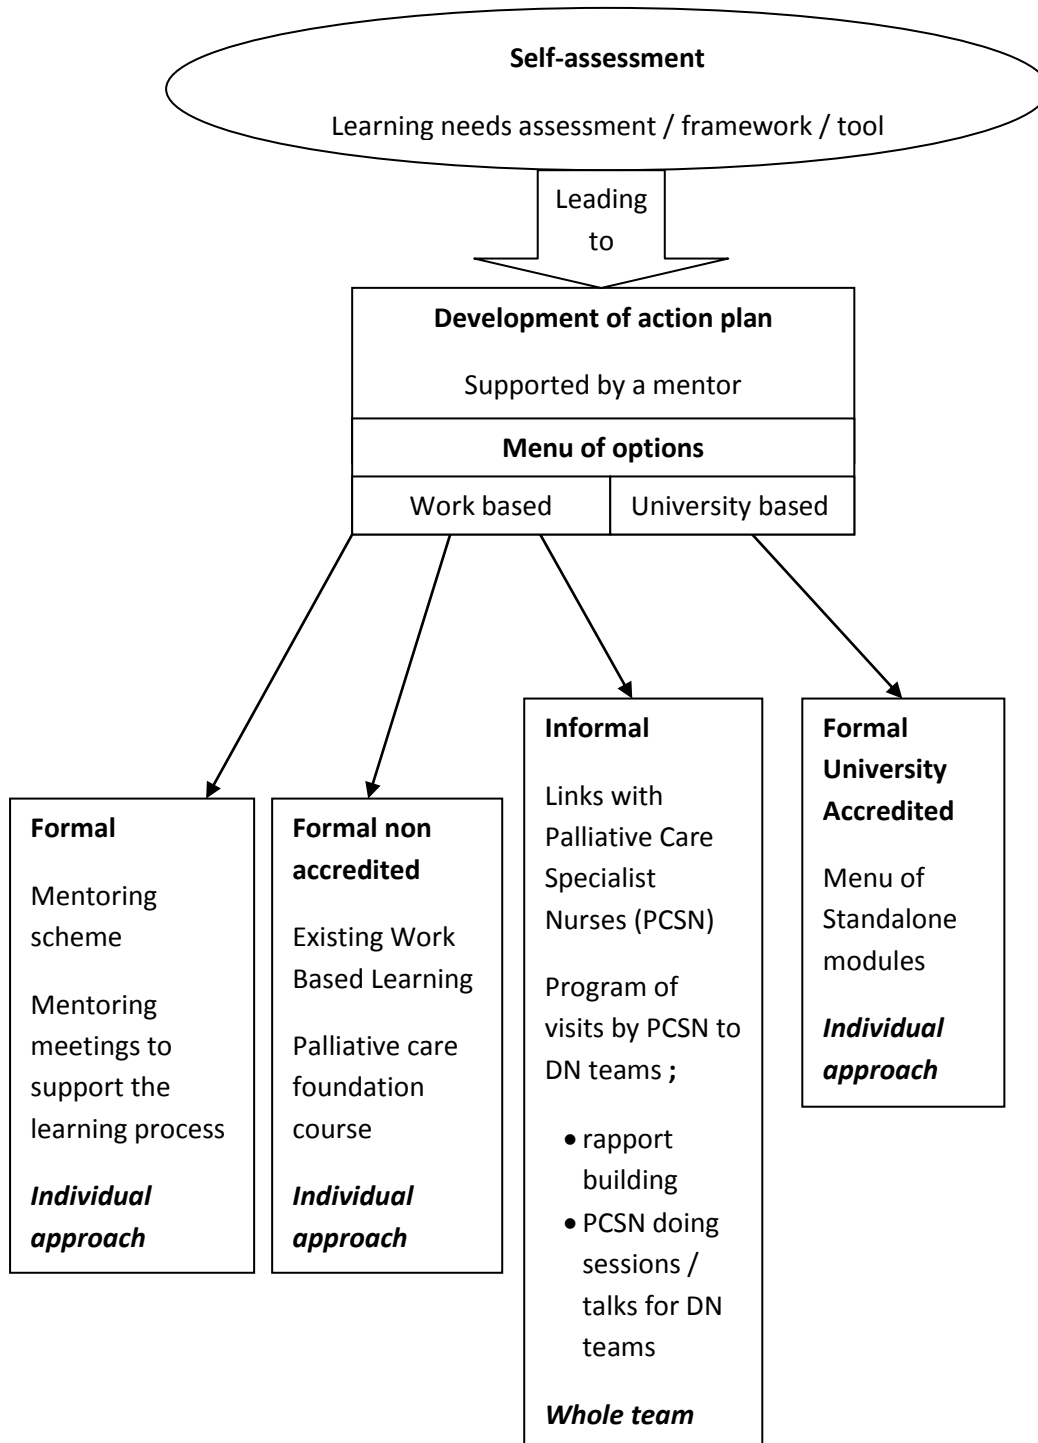 Self-assessment
Learning needs assessment / framework / tool
Leading
to
Development of action plan
Supported by a mentor
Menu of options
Work based
University based
Formal
Mentoring
scheme
Mentoring
meetings to
support the
learning process
Individual
approach
Formal non
accredited
Existing Work
Based Learning
Palliative care
foundation
course
Individual
approach
Informal
Links with
Palliative Care
Specialist
Nurses (PCSN)
Program of
visits by PCSN to
DN teams ;
• rapport
building
• PCSN doing
sessions /
talks for DN
teams
Whole team
Formal
University
Accredited
Menu of
Standalone
modules
Individual
approach